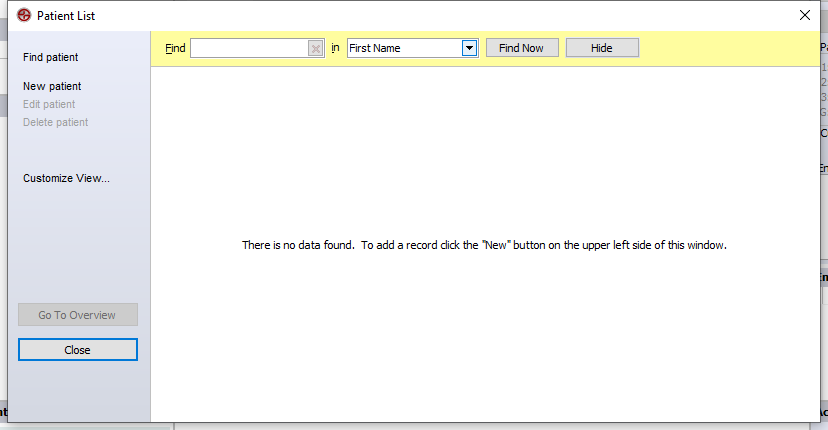 Patient List
Find patient
New patient
Edit patient
Delete patient
Customize View...
Go To Overview
Close
Find in First Name Find Now Hide
There is no data found. To add a record click the "New" button on the upper left side of this window.